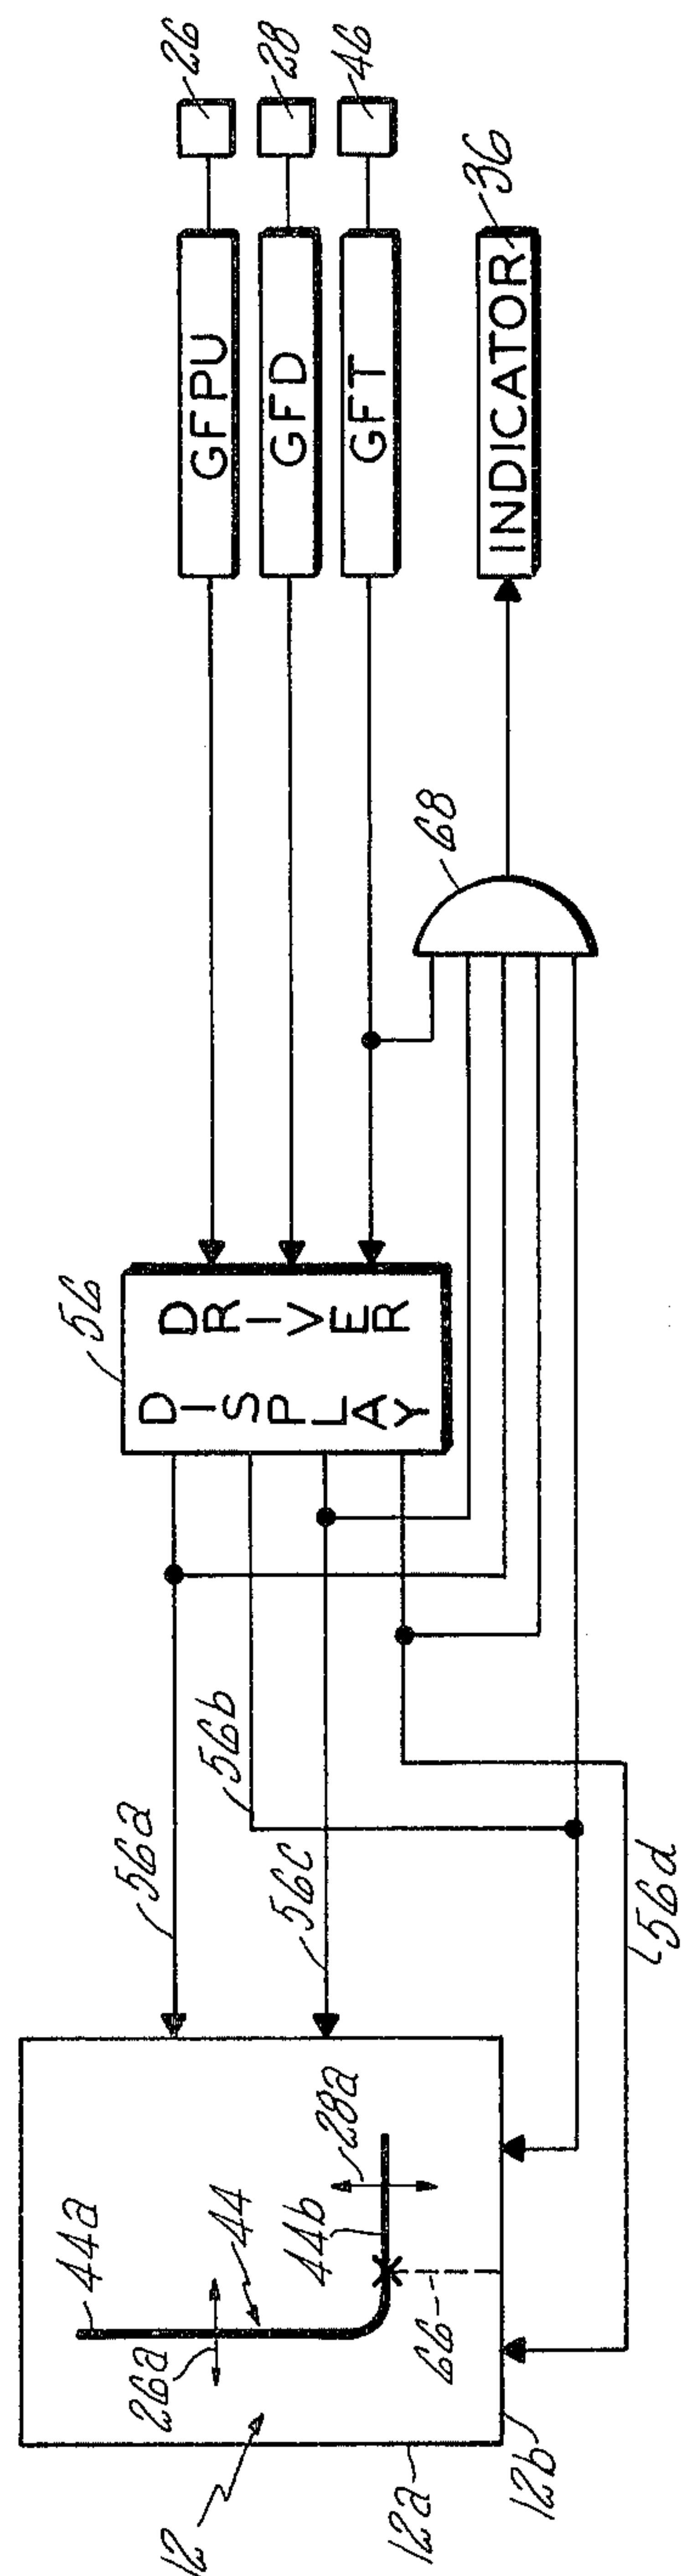 26
28
46
GFPU
GFD
GFT
INDICATOR
36
68
56
DISPLAY
DRIVER
56a
56b
56c
56d
44a
26a
44
44b
28a
66
12
12a
12b